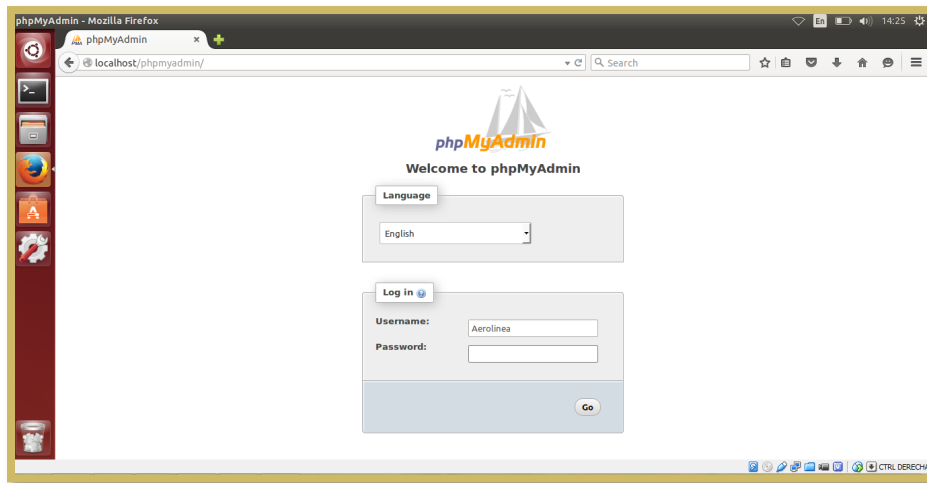 phpMyAdmin - Mozilla Firefox
En
14:25
phpMyAdmin
localhost/phpmyadmin/
Search
phpMyAdmin
Welcome to phpMyAdmin
Language
English
Log in
Username:
Aerolinea
Password:
Go
CTRL DERECHA